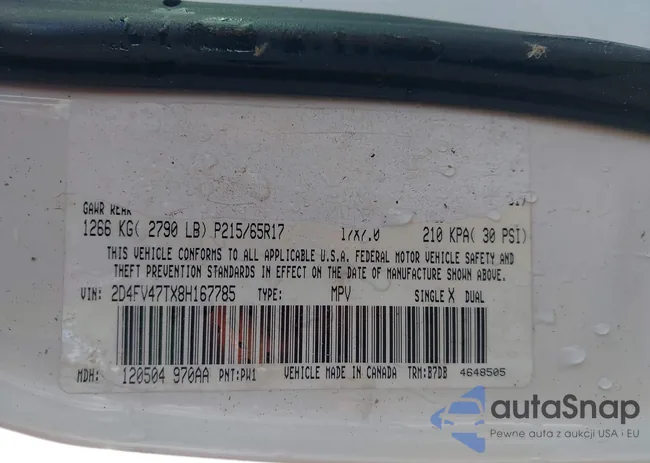 GAWR REAR
1266 KG( 2790 LB) P215/65R17 17X7.0 210 KPA( 30 PSI)
THIS VEHICLE CONFORMS TO ALL APPLICABLE U.S.A. FEDERAL MOTOR VEHICLE SAFETY AND
THEFT PREVENTION STANDARDS IN EFFECT ON THE DATE OF MANUFACTURE SHOWN ABOVE.
VIN: 2D4FV47TX8H167785 TYPE: MPV SINGLE X DUAL
MDH: 120504 970AA PNT:PW1 VEHICLE MADE IN CANADA TRM:B7DB 4648505
autaSnap
Pewne auta z aukcji USA i EU